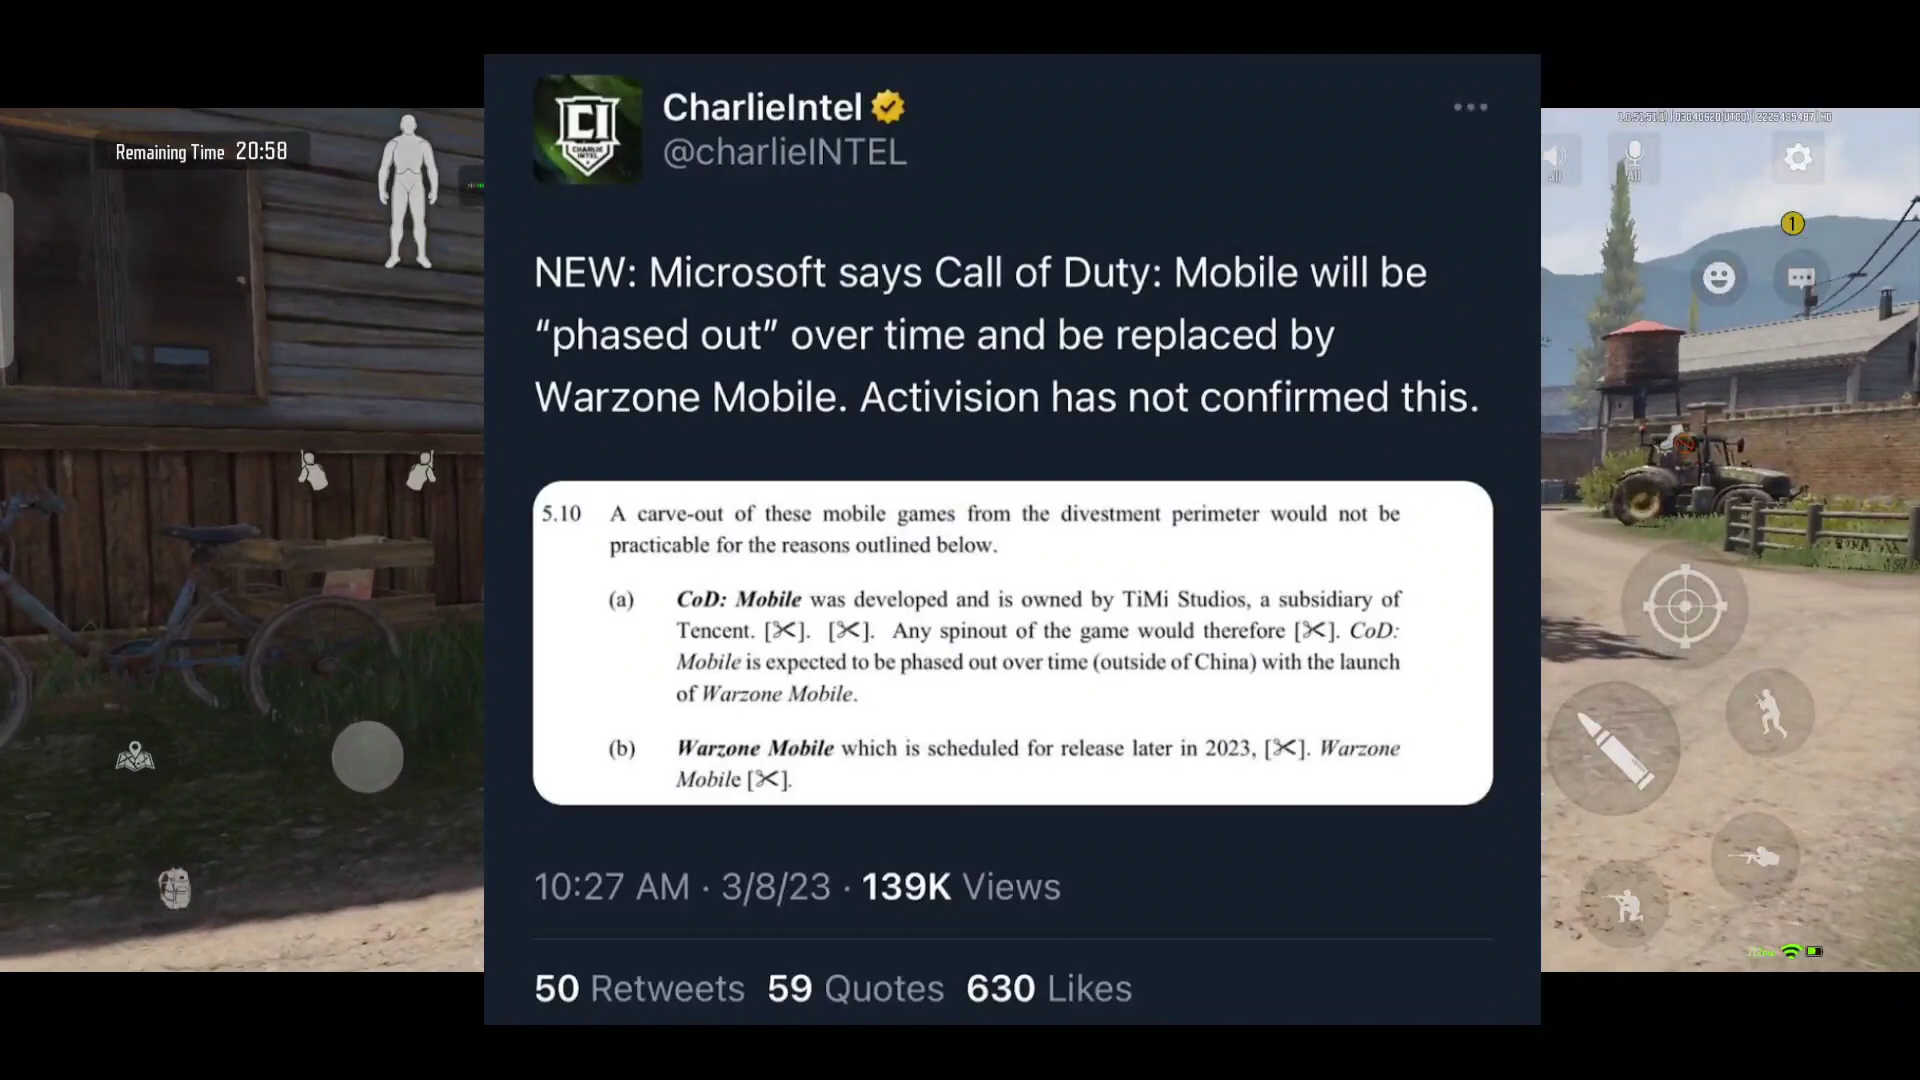 CharlieIntel
@charlieINTEL
CI
CHARLIE
INTEL
NEW: Microsoft says Call of Duty: Mobile will be
“phased out” over time and be replaced by
Warzone Mobile. Activision has not confirmed this.
5.10 A carve-out of these mobile games from the divestment perimeter would not be
practicable for the reasons outlined below.
(a) CoD: Mobile was developed and is owned by TiMi Studios, a subsidiary of
Tencent. [✂]. [✂]. Any spinout of the game would therefore [✂]. CoD:
Mobile is expected to be phased out over time (outside of China) with the launch
of Warzone Mobile.
(b) Warzone Mobile which is scheduled for release later in 2023, [✂]. Warzone
Mobile [✂].
10:27 AM · 3/8/23 · 139K Views
50 Retweets 59 Quotes 630 Likes
Remaining Time 20:58
All
All
1